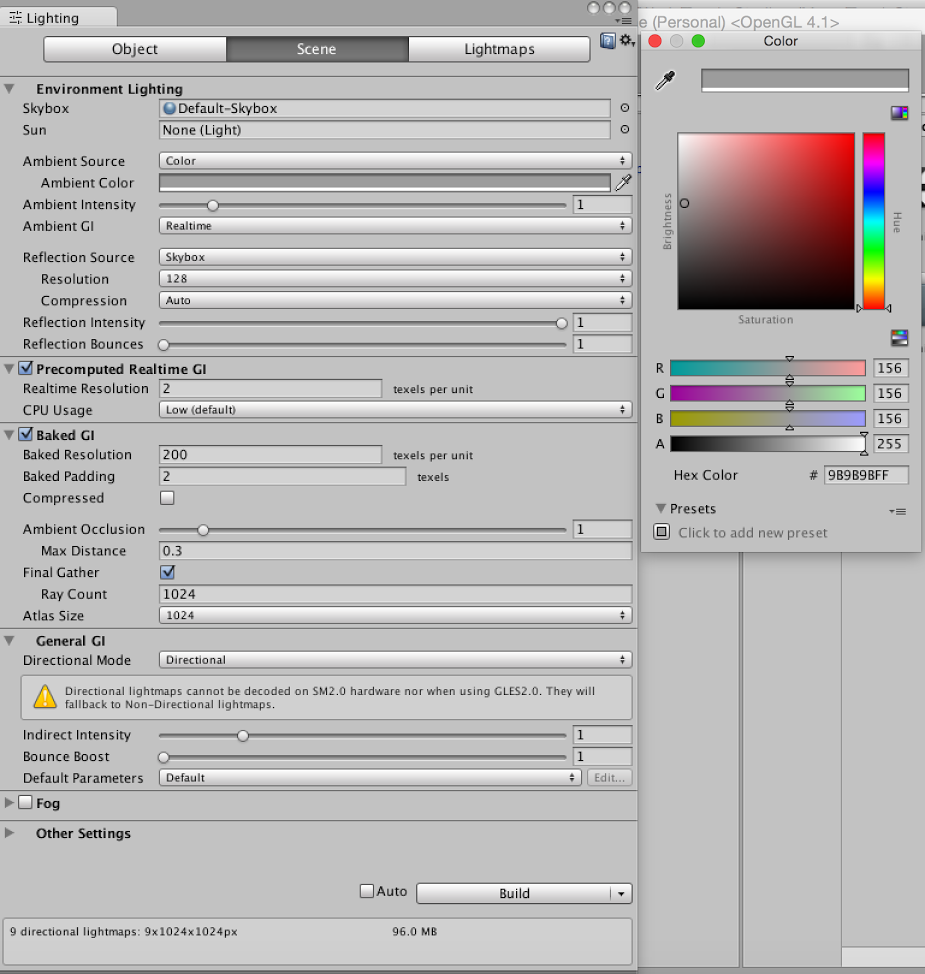 Lighting
e (Personal) <OpenGL 4.1>
Object
Scene
Lightmaps
Environment Lighting
Skybox
Default-Skybox
Sun
None (Light)
Ambient Source
Color
Ambient Color
Ambient Intensity
1
Ambient GI
Realtime
Reflection Source
Skybox
Resolution
128
Compression
Auto
Reflection Intensity
1
Reflection Bounces
1
Precomputed Realtime GI
Realtime Resolution
2
texels per unit
CPU Usage
Low (default)
Baked GI
Baked Resolution
200
texels per unit
Baked Padding
2
texels
Compressed
Ambient Occlusion
1
Max Distance
0.3
Final Gather
Ray Count
1024
Atlas Size
1024
General GI
Directional Mode
Directional
Directional lightmaps cannot be decoded on SM2.0 hardware nor when using GLES2.0. They will
fallback to Non-Directional lightmaps.
Indirect Intensity
1
Bounce Boost
1
Default Parameters
Default
Edit...
Fog
Other Settings
Auto
Build
9 directional lightmaps: 9x1024x1024px
96.0 MB
Color
Brightness
Hue
Saturation
R
156
G
156
B
156
A
255
Hex Color
# 9B9B9BFF
Presets
Click to add new preset